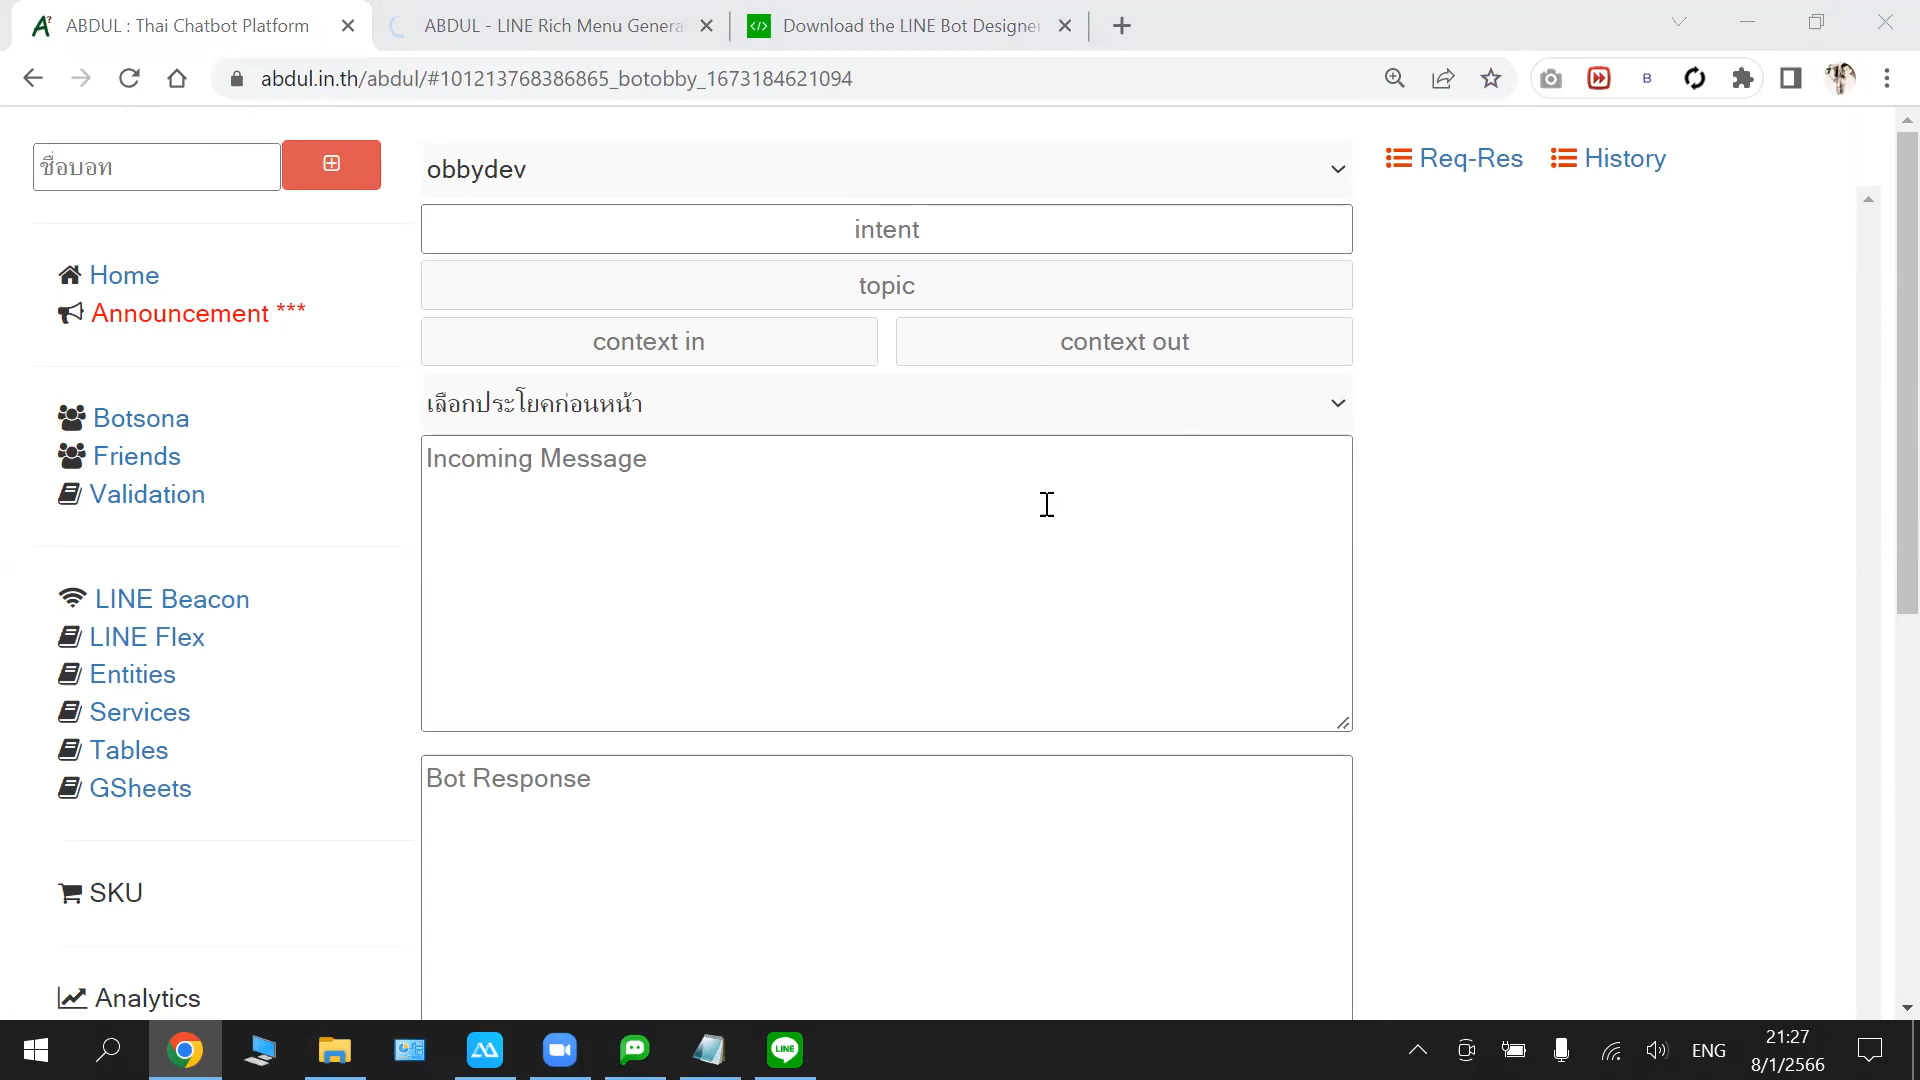 ABDUL : Thai Chatbot Platform
ABDUL - LINE Rich Menu Genera
Download the LINE Bot Designer
abdul.in.th/abdul/#101213768386865_botobby_1673184621094
ชื่อบอท
obbydev
Req-Res
History
intent
topic
Home
Announcement ***
context in
context out
เลือกประโยคก่อนหน้า
Botsona
Friends
Validation
Incoming Message
LINE Beacon
LINE Flex
Entities
Services
Tables
GSheets
Bot Response
SKU
Analytics
LINE
ENG
21:27
8/1/2566